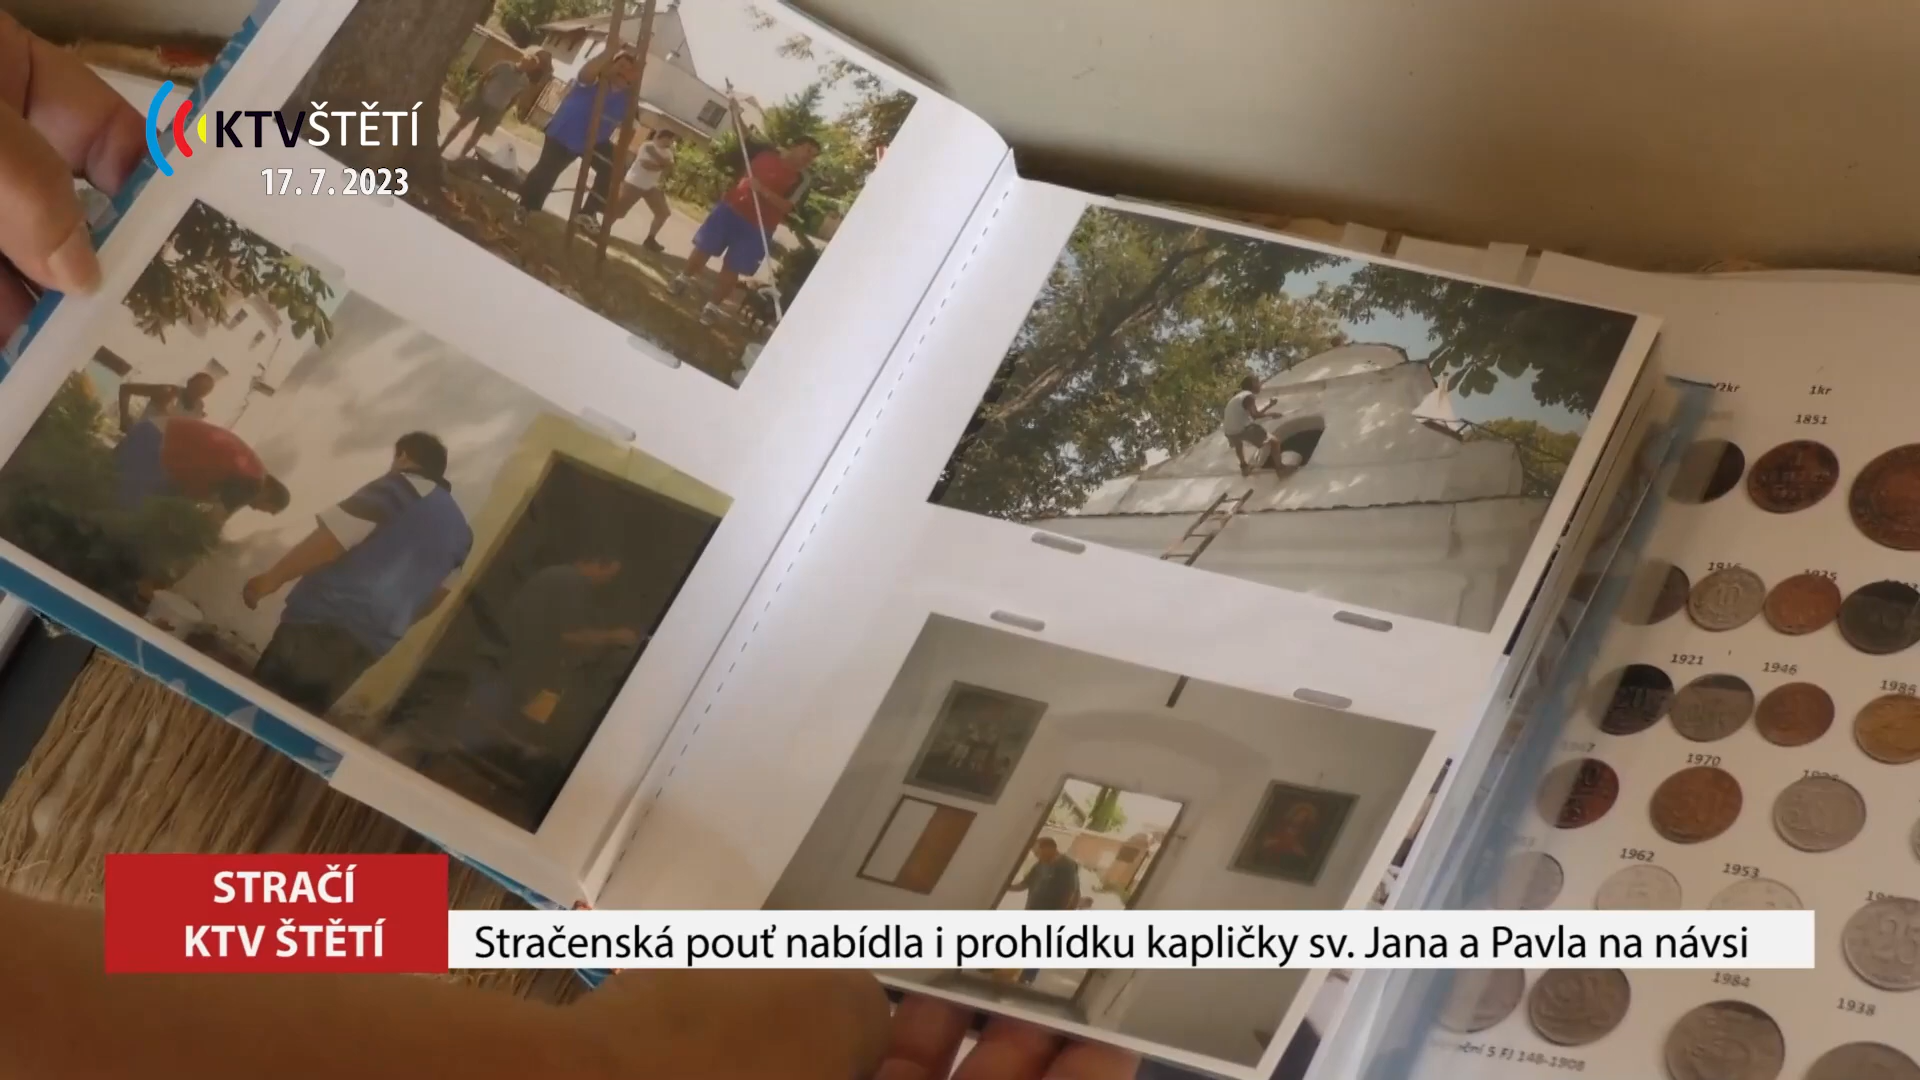 KTVŠTĚTÍ
17. 7. 2023
1kr
1851
1921
1946
1986
1970
1962
1953
1984
1938
STRAČÍ
KTV ŠTĚTÍ
Stračenská pouť nabídla i prohlídku kapličky sv. Jana a Pavla na návsi